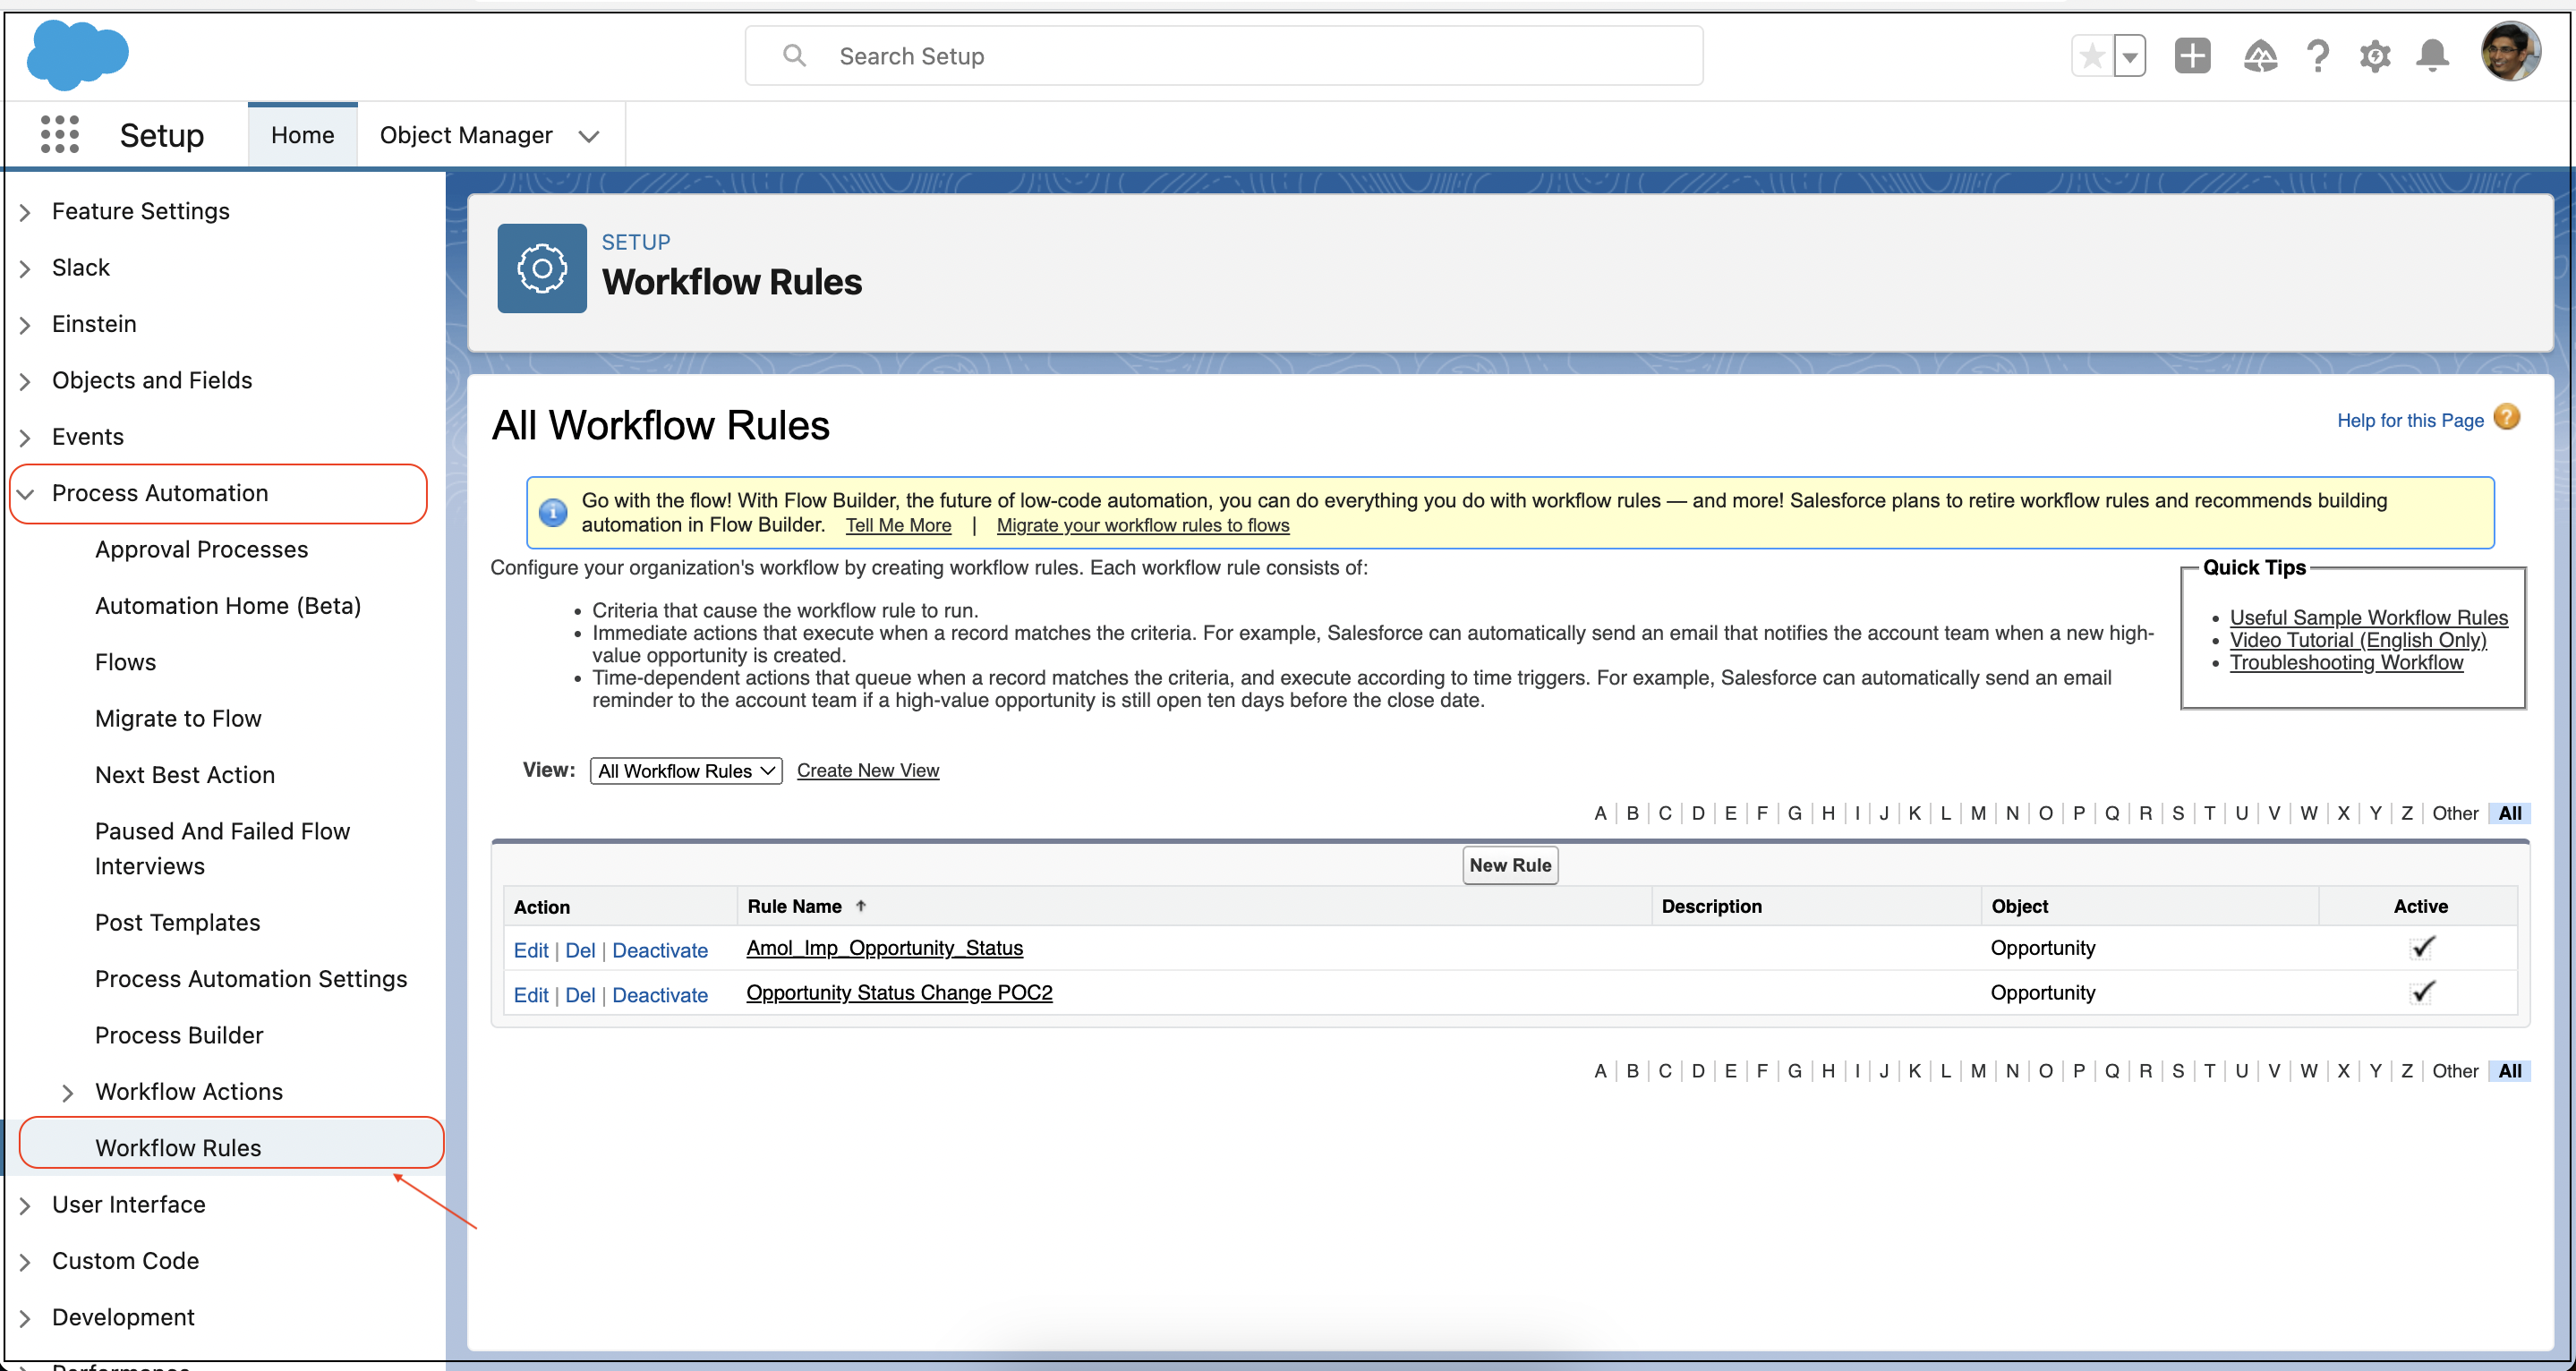 Search Setup
Setup
Home
Object Manager
Feature Settings
Slack
Einstein
Objects and Fields
Events
Process Automation
Approval Processes
Automation Home (Beta)
Flows
Migrate to Flow
Next Best Action
Paused And Failed Flow
Interviews
Post Templates
Process Automation Settings
Process Builder
Workflow Actions
Workflow Rules
User Interface
Custom Code
Development
SETUP
Workflow Rules
All Workflow Rules
Help for this Page
Go with the flow! With Flow Builder, the future of low-code automation, you can do everything you do with workflow rules — and more! Salesforce plans to retire workflow rules and recommends building
automation in Flow Builder. Tell Me More | Migrate your workflow rules to flows
Configure your organization's workflow by creating workflow rules. Each workflow rule consists of:
• Criteria that cause the workflow rule to run.
• Immediate actions that execute when a record matches the criteria. For example, Salesforce can automatically send an email that notifies the account team when a new high-
value opportunity is created.
• Time-dependent actions that queue when a record matches the criteria, and execute according to time triggers. For example, Salesforce can automatically send an email
reminder to the account team if a high-value opportunity is still open ten days before the close date.
Quick Tips
• Useful Sample Workflow Rules
• Video Tutorial (English Only)
• Troubleshooting Workflow
View: All Workflow Rules Create New View
A | B | C | D | E | F | G | H | I | J | K | L | M | N | O | P | Q | R | S | T | U | V | W | X | Y | Z | Other | All
New Rule
Action Rule Name Description Object Active
Edit | Del | Deactivate Amol_Imp_Opportunity_Status Opportunity
Edit | Del | Deactivate Opportunity Status Change POC2 Opportunity
A | B | C | D | E | F | G | H | I | J | K | L | M | N | O | P | Q | R | S | T | U | V | W | X | Y | Z | Other | All